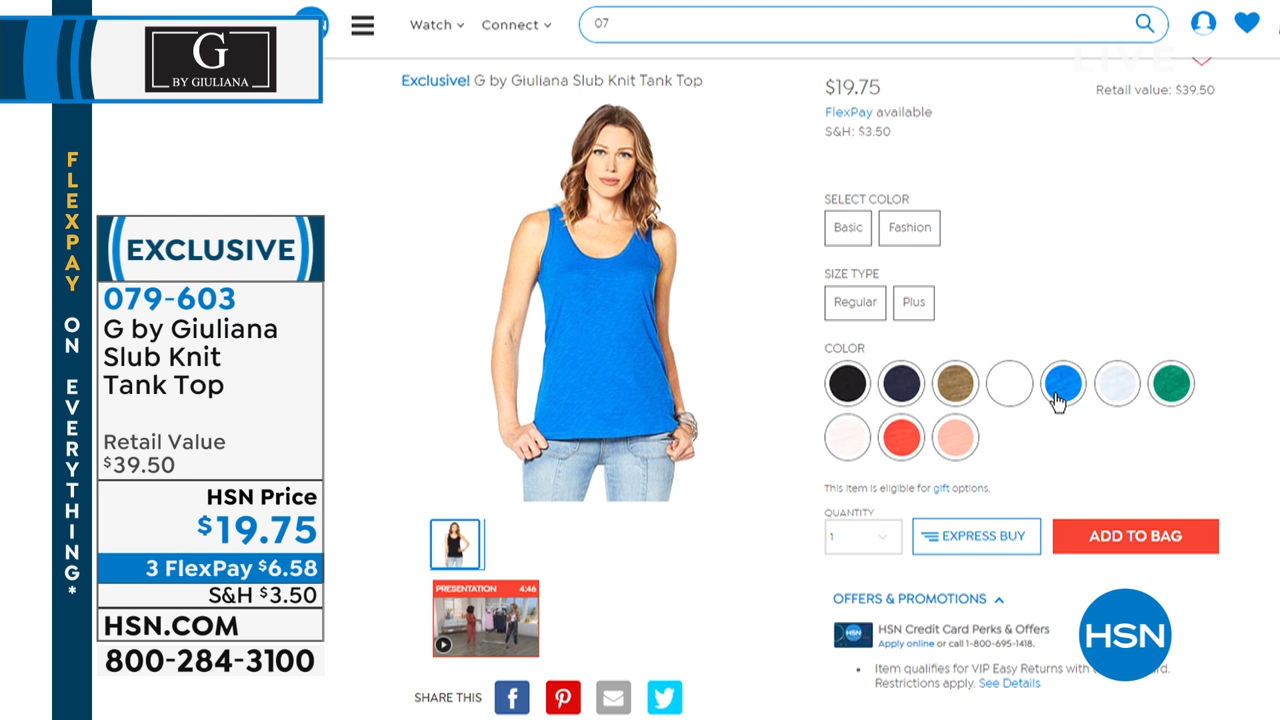 G
BY GIULIANA
FLEXPAY ON EVERYTHING*
EXCLUSIVE
079-603
G by Giuliana
Slub Knit
Tank Top
Retail Value
$39.50
HSN Price
$19.75
3 FlexPay $6.58
S&H $3.50
HSN.COM
800-284-3100
Watch
Connect
07
LIVE
Exclusive! G by Giuliana Slub Knit Tank Top
$19.75
Retail value: $39.50
FlexPay available
S&H: $3.50
SELECT COLOR
Basic
Fashion
SIZE TYPE
Regular
Plus
COLOR
This item is eligible for gift options.
QUANTITY
1
EXPRESS BUY
ADD TO BAG
PRESENTATION 4:46
OFFERS & PROMOTIONS
HSN
HSN Credit Card Perks & Offers
Apply online or call 1-800-695-1418.
Item qualifies for VIP Easy Returns with
Restrictions apply. See Details
HSN
SHARE THIS